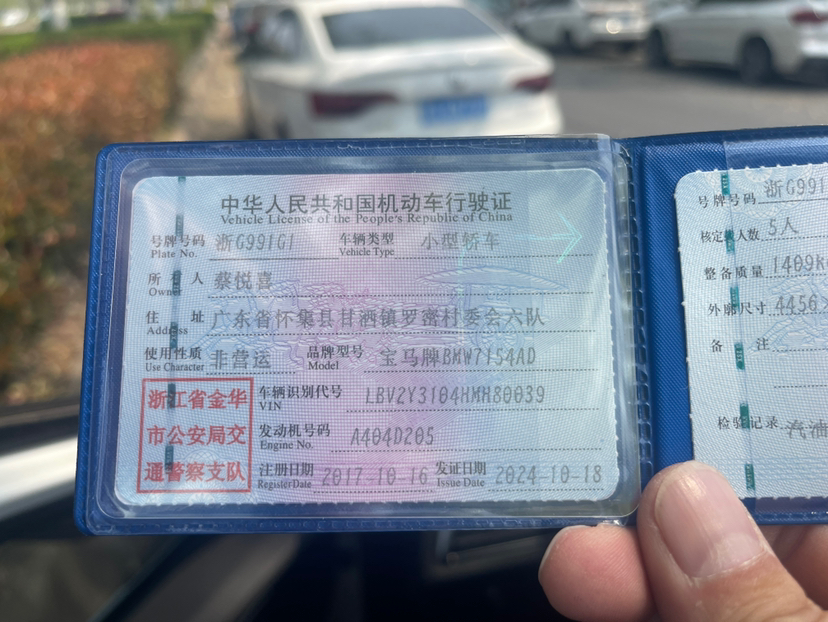 中华人民共和国机动车行驶证
Vehicle License of the People's Republic of China
号牌号码 浙G991G1 车辆类型 小型轿车
Plate No. Vehicle Type
所有人 蔡悦喜
Owner
住址 广东省怀集县甘洒镇罗密村委会六队
Address
使用性质 非营运 品牌型号 宝马牌BMW7154AD
Use Character Model
浙江省金华
市公安局交
通警察支队
车辆识别代号 LBV2Y3104HMH80039
VIN
发动机号码 A404D205
Engine No.
注册日期 2017-10-16 发证日期 2024-10-18
Register Date Issue Date
号牌号码 浙G991
核定载人数 5人
整备质量 1409k
外廓尺寸 4456
备注
检验记录 汽油